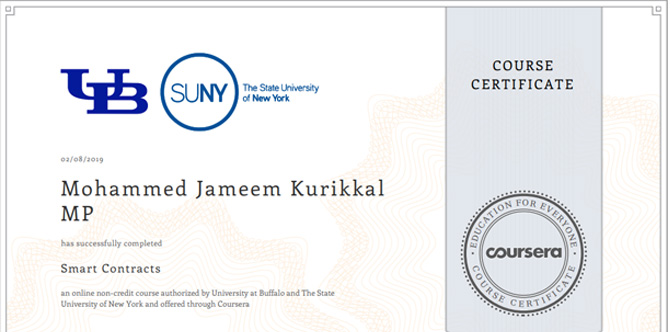 COURSE
CERTIFICATE
UB
SUNY
The State University
of New York
02/08/2019
Mohammed Jameem Kurikkal
MP
has successfully completed
Smart Contracts
an online non-credit course authorized by University at Buffalo and The State
University of New York and offered through Coursera
EDUCATION FOR EVERYONE
coursera
COURSE CERTIFICATE